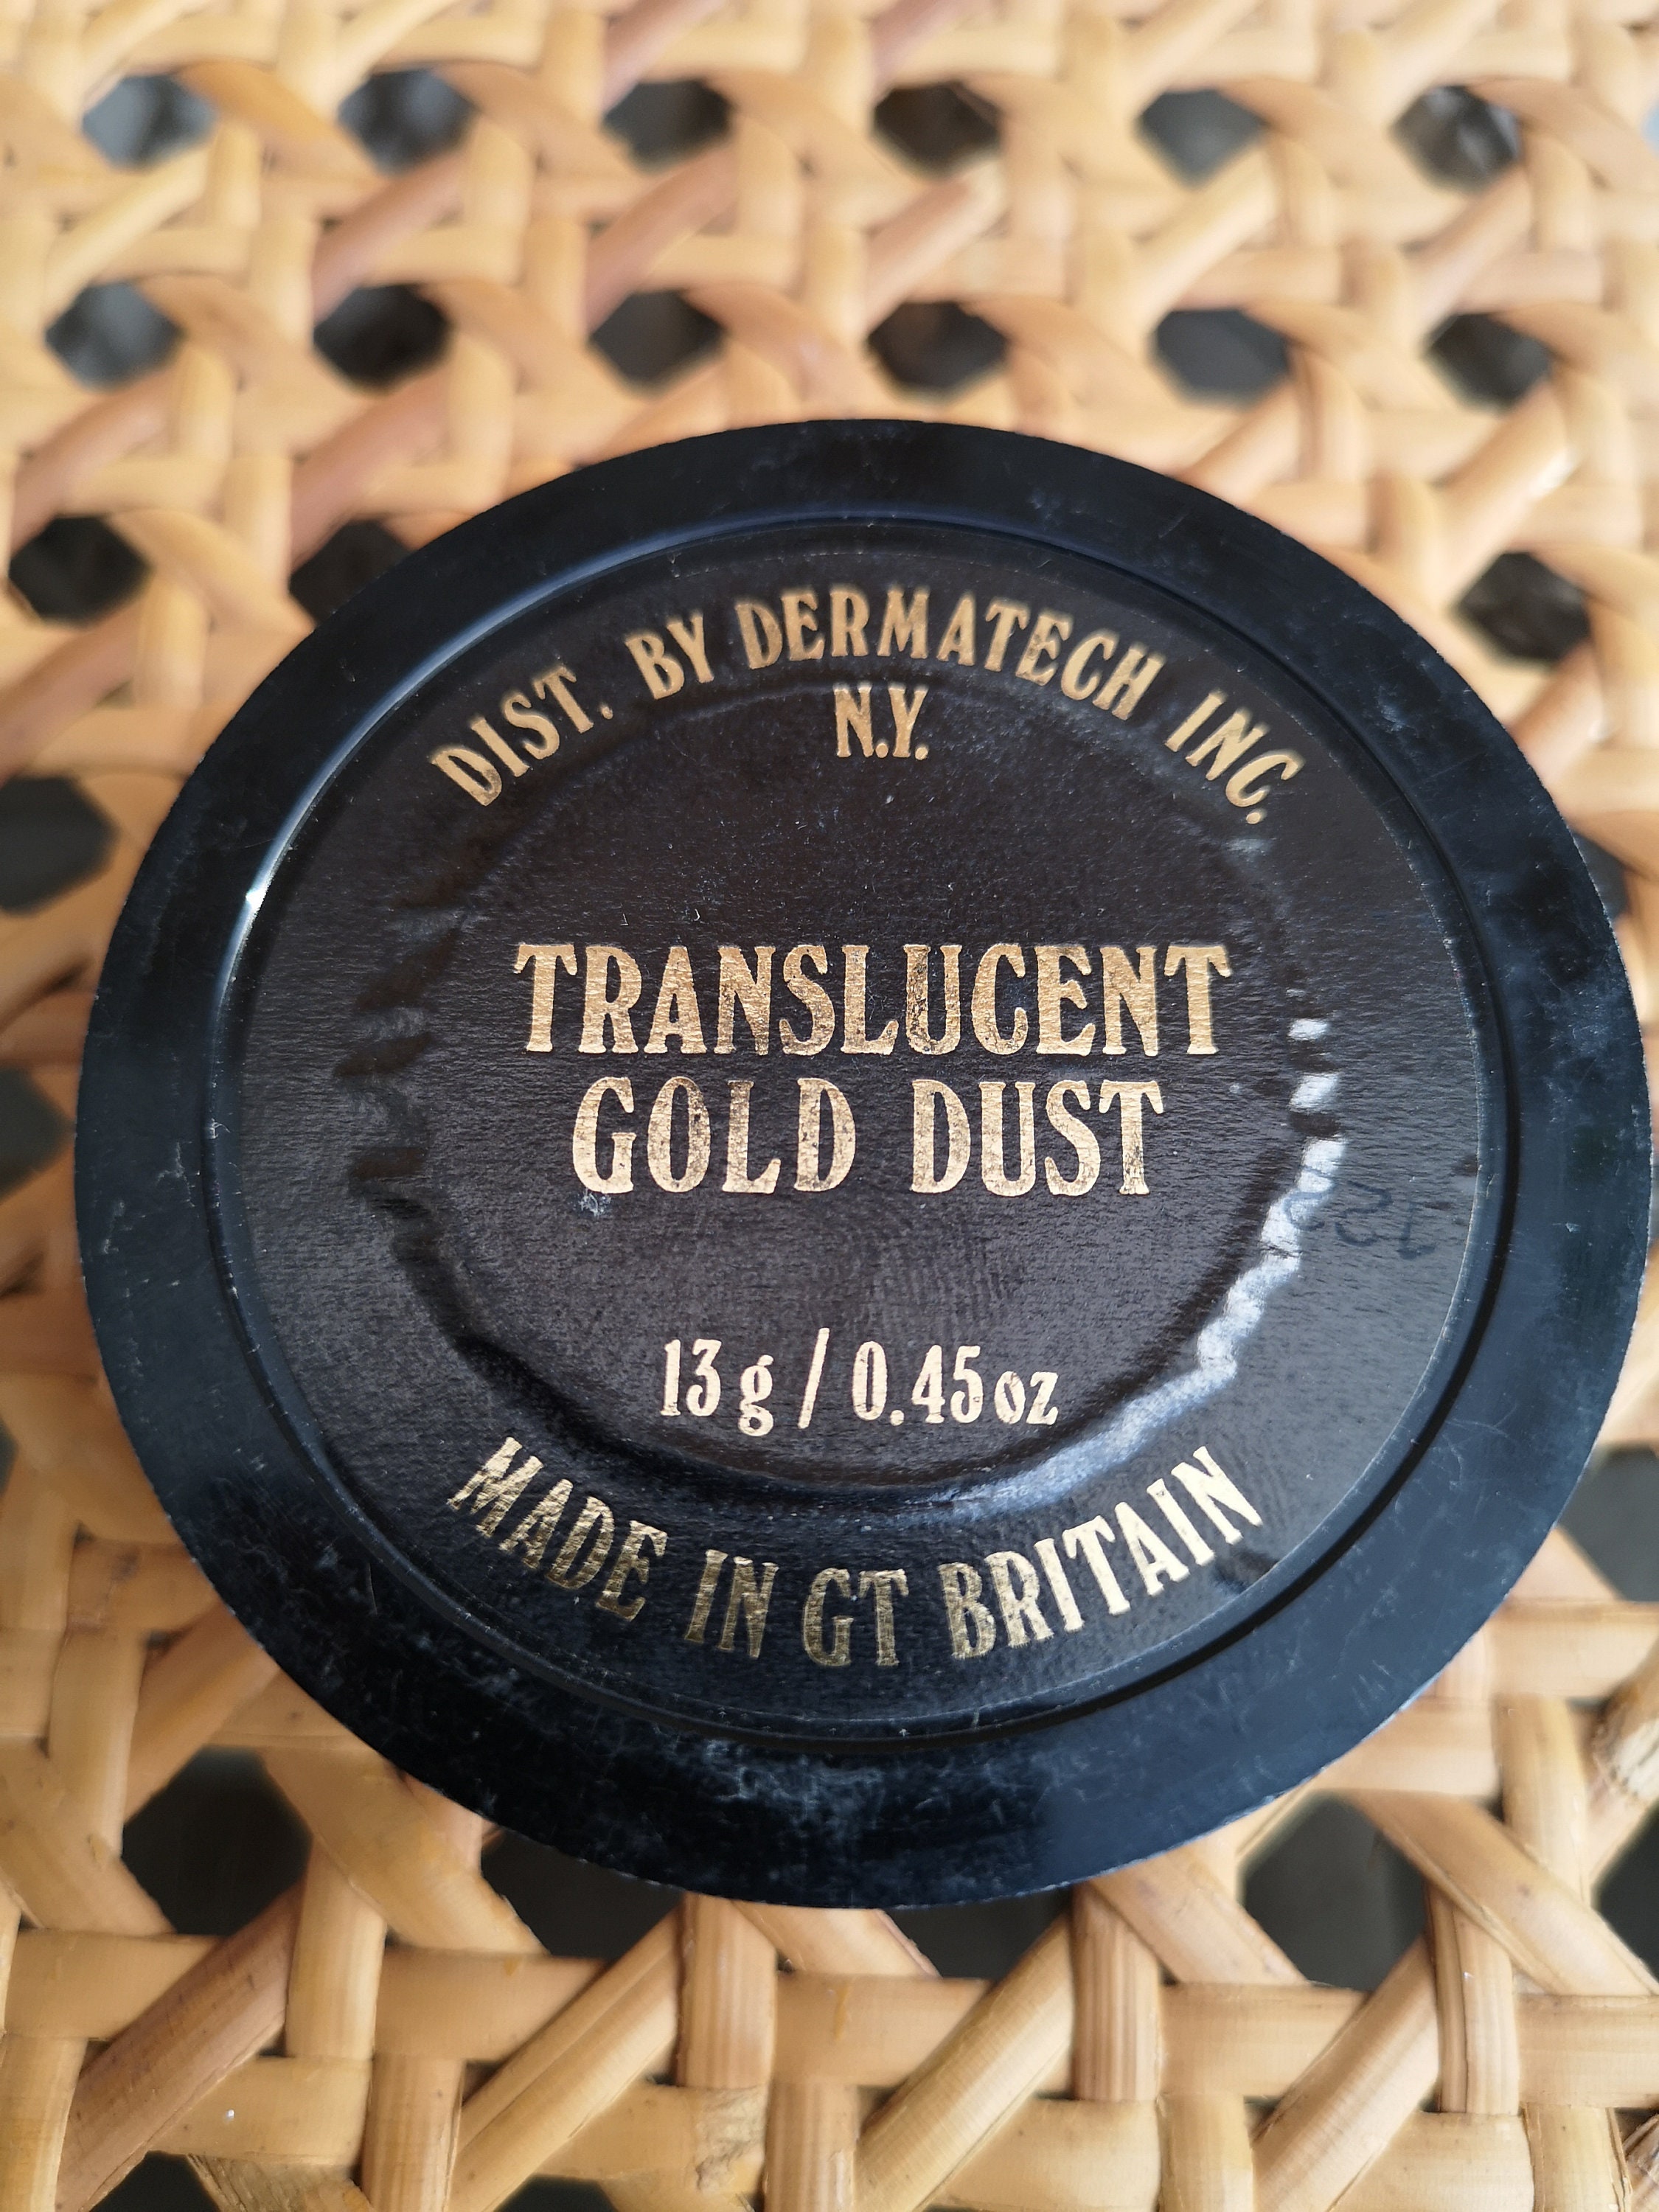 DIST. BY DERMATECH INC.
N.Y.
TRANSLUCENT
GOLD DUST
13 g / 0.45 oz
MADE IN GT BRITAIN